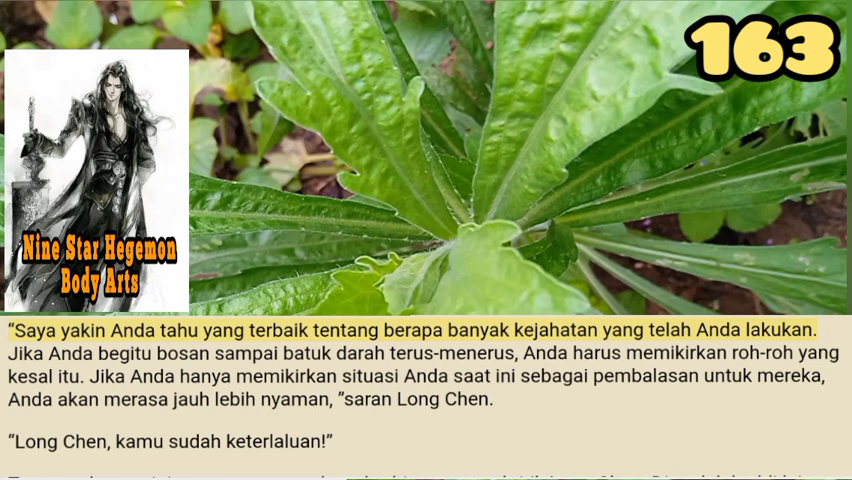 163
Nine Star Hegemon
Body Arts
“Saya yakin Anda tahu yang terbaik tentang berapa banyak kejahatan yang telah Anda lakukan.
Jika Anda begitu bosan sampai batuk darah terus-menerus, Anda harus memikirkan roh-roh yang
kesal itu. Jika Anda hanya memikirkan situasi Anda saat ini sebagai pembalasan untuk mereka,
Anda akan merasa jauh lebih nyaman, ”saran Long Chen.
“Long Chen, kamu sudah keterlaluan!”